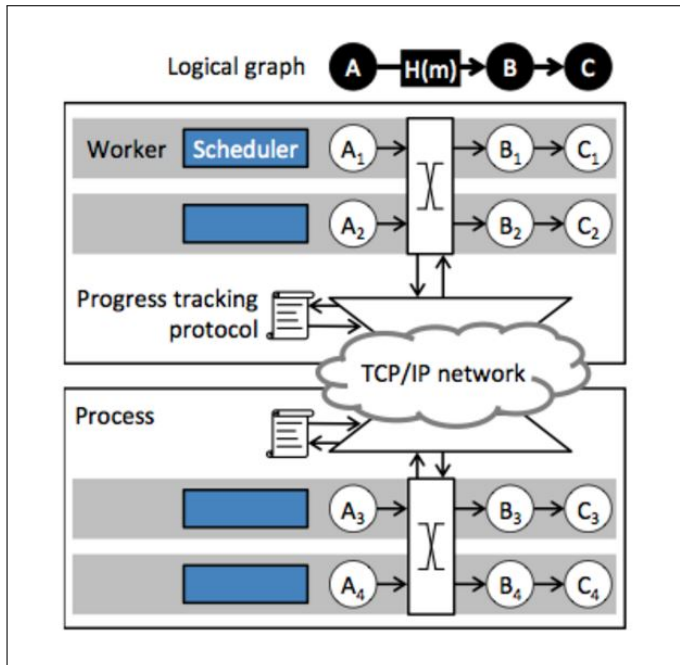 Logical graph A H(m) B C
Worker Scheduler A₁ B₁ C₁
A₂ B₂ C₂
Progress tracking
protocol
TCP/IP network
Process
A₃ B₃ C₃
A₄ B₄ C₄